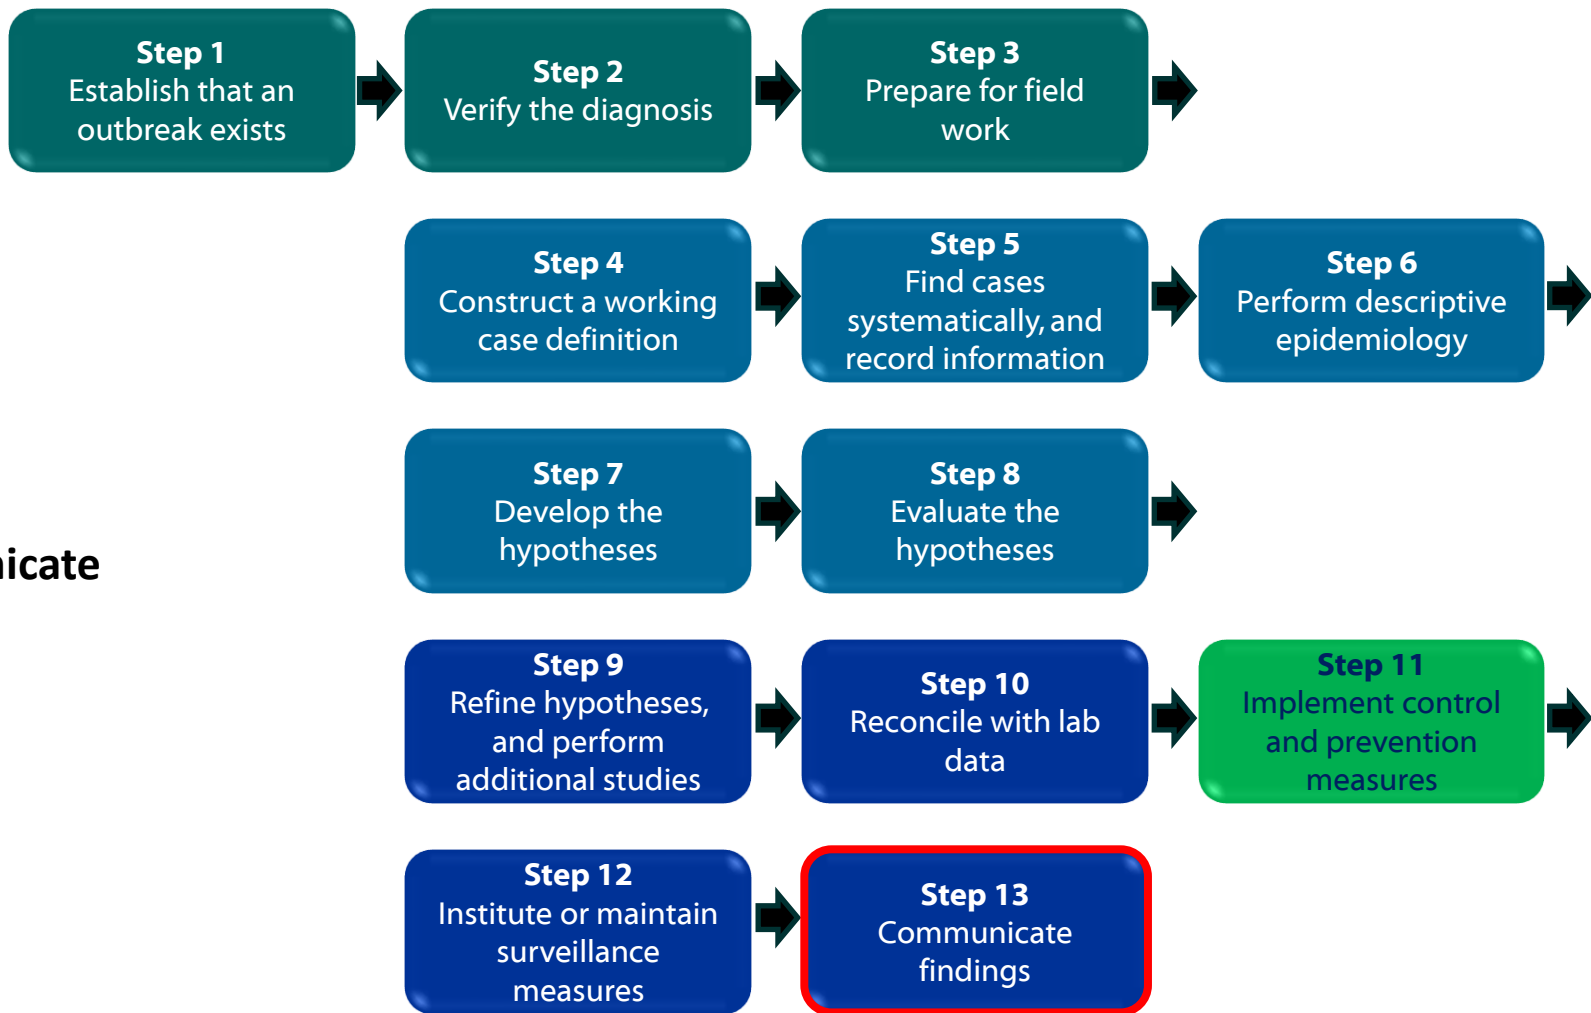 Step 1
Establish that an
outbreak exists
Step 2
Verify the diagnosis
Step 3
Prepare for field
work
Step 4
Construct a working
case definition
Step 5
Find cases
systematically, and
record information
Step 6
Perform descriptive
epidemiology
Step 7
Develop the
hypotheses
Step 8
Evaluate the
hypotheses
nicate
Step 9
Refine hypotheses,
and perform
additional studies
Step 10
Reconcile with lab
data
Step 11
Implement control
and prevention
measures
Step 12
Institute or maintain
surveillance
measures
Step 13
Communicate
findings